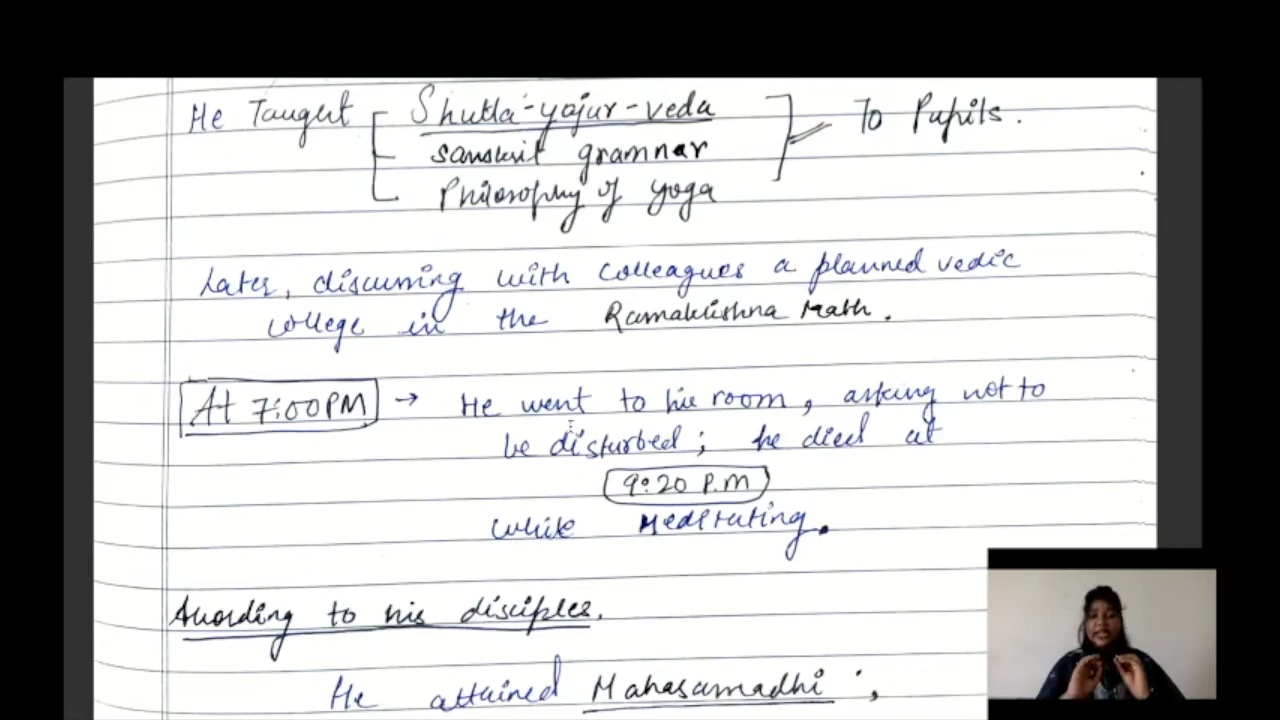 He Taught Shukla-yajur-veda To Pupils.
sanskrit grammar
Philosophy of yoga
Later, discussing with colleagues a planned vedic
college in the Ramakrishna Math.
At 7:00PM → He went to his room, asking not to
be disturbed; he died at
9:20 P.M
while Meditating.
According to his disciples.
He attained Mahasamadhi ;